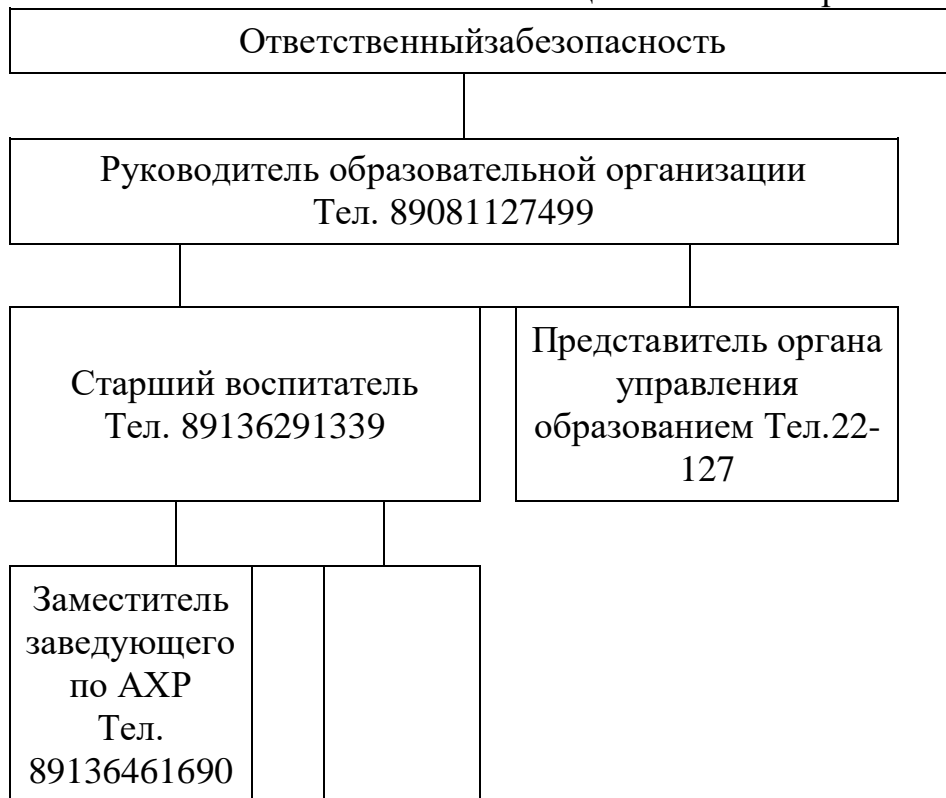 Ответственныйзабезопасность
Руководитель образовательной организации
Тел. 89081127499
Старший воспитатель
Тел. 89136291339
Представитель органа
управления
образованием Тел.22-
127
Заместитель
заведующего
по АХР
Тел.
89136461690